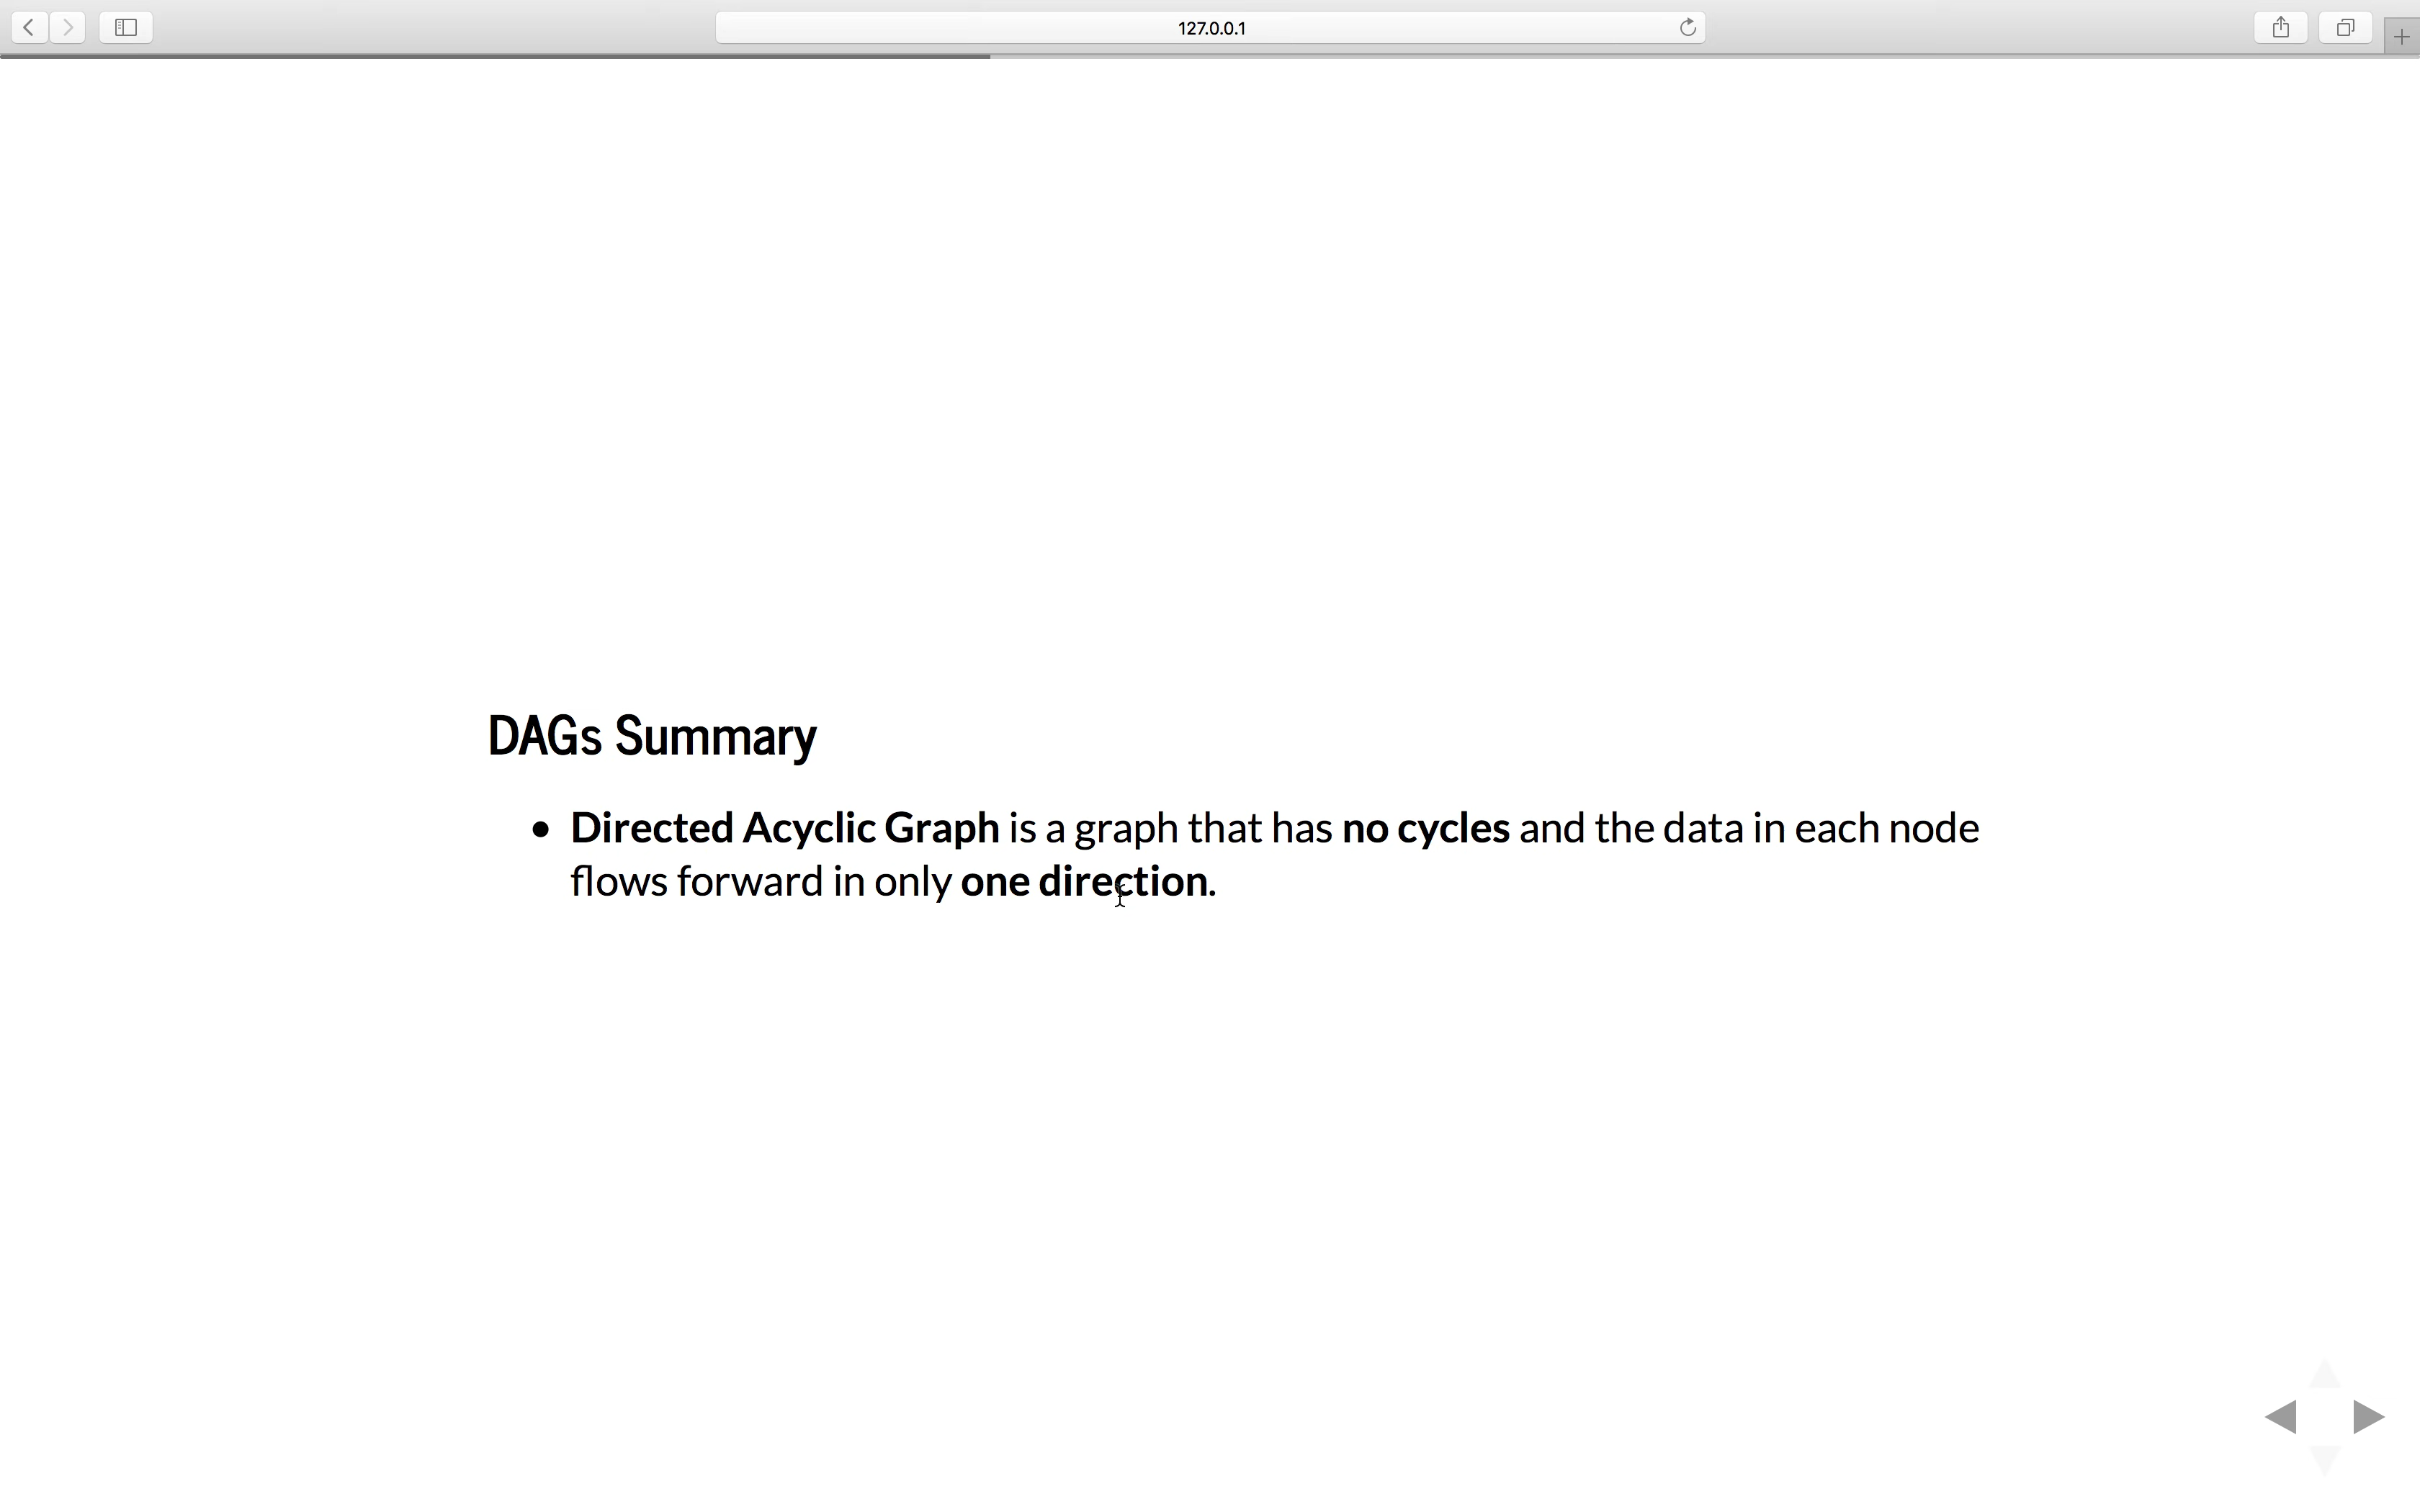 127.0.0.1
DAGs Summary
• Directed Acyclic Graph is a graph that has no cycles and the data in each node
flows forward in only one direction.